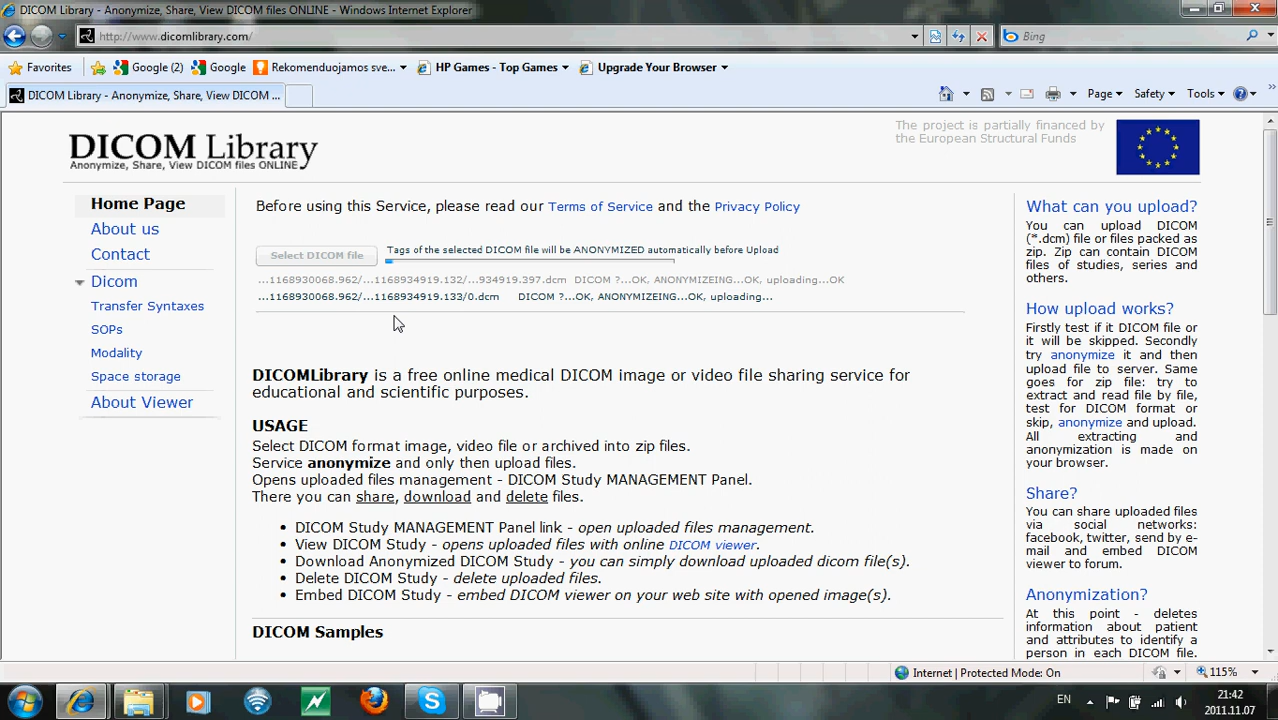 DICOM Library - Anonymize, Share, View DICOM files ONLINE - Windows Internet Explorer
http://www.dicomlibrary.com/
Bing
Favorites
Google (2)
Google
Rekomenduojamos sve...
HP Games - Top Games
Upgrade Your Browser
DICOM Library - Anonymize, Share, View DICOM ...
Page
Safety
Tools
DICOM Library
Anonymize, Share, View DICOM files ONLINE
The project is partially financed by
the European Structural Funds
Home Page
About us
Contact
Dicom
Transfer Syntaxes
SOPs
Modality
Space storage
About Viewer
Before using this Service, please read our Terms of Service and the Privacy Policy
Select DICOM file
Tags of the selected DICOM file will be ANONYMIZED automatically before Upload
...1168930068.962/...1168934919.132/...934919.397.dcm DICOM ?...OK, ANONYMIZEING...OK, uploading...OK
...1168930068.962/...1168934919.133/0.dcm DICOM ?...OK, ANONYMIZEING...OK, uploading...
DICOMLibrary is a free online medical DICOM image or video file sharing service for
educational and scientific purposes.
USAGE
Select DICOM format image, video file or archived into zip files.
Service anonymize and only then upload files.
Opens uploaded files management - DICOM Study MANAGEMENT Panel.
There you can share, download and delete files.
DICOM Study MANAGEMENT Panel link - open uploaded files management.
View DICOM Study - opens uploaded files with online DICOM viewer.
Download Anonymized DICOM Study - you can simply download uploaded dicom file(s).
Delete DICOM Study - delete uploaded files.
Embed DICOM Study - embed DICOM viewer on your web site with opened image(s).
DICOM Samples
What can you upload?
You can upload DICOM
(*.dcm) file or files packed as
zip. Zip can contain DICOM
files of studies, series and
others.
How upload works?
Firstly test if it DICOM file or
it will be skipped. Secondly
try anonymize it and then
upload file to server. Same
goes for zip file: try to
extract and read file by file,
test for DICOM format or
skip, anonymize and upload.
All extracting and
anonymization is made on
your browser.
Share?
You can share uploaded files
via social networks:
facebook, twitter, send by e-
mail and embed DICOM
viewer to forum.
Anonymization?
At this point - deletes
information about patient
and attributes to identify a
person in each DICOM file.
Internet | Protected Mode: On
115%
EN
21:42
2011.11.07